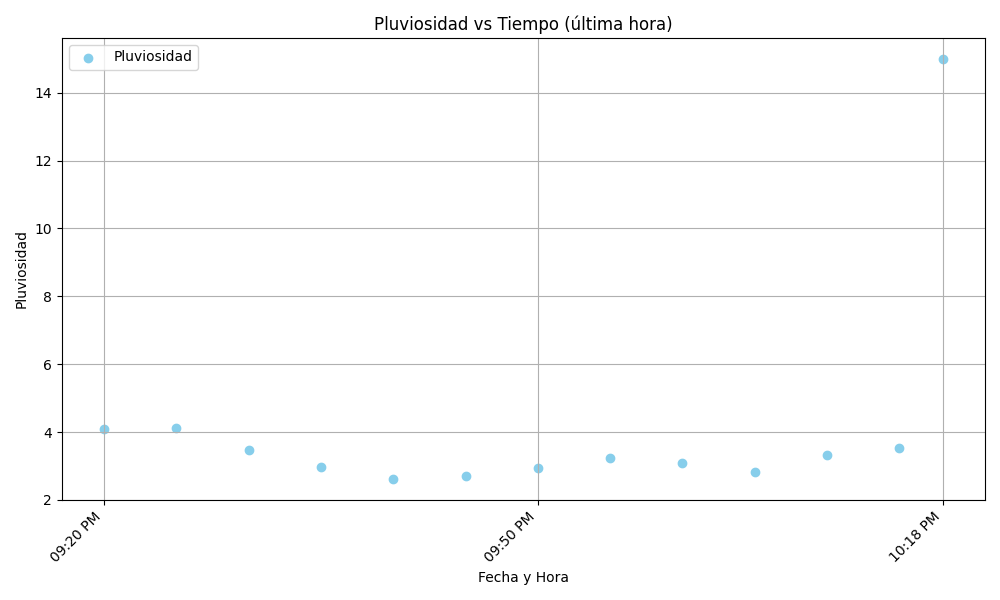 Pluviosidad vs Tiempo (última hora)
Pluviosidad
14
12
10
8
6
4
2
Pluviosidad
09:20 PM
09:50 PM
10:18 PM
Fecha y Hora